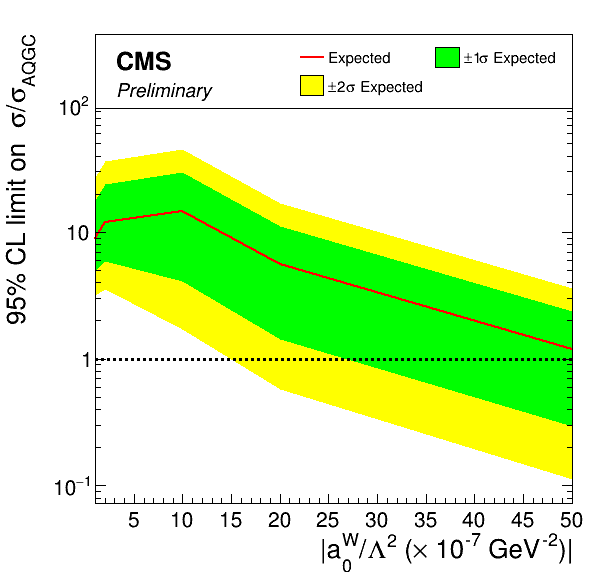 CMS
Preliminary
Expected
±1σ Expected
±2σ Expected
95% CL limit on σ/σ_AQGC
10²
10
1
10⁻¹
5 10 15 20 25 30 35 40 45 50
|a₀ᵂ/Λ² (× 10⁻⁷ GeV⁻²)|